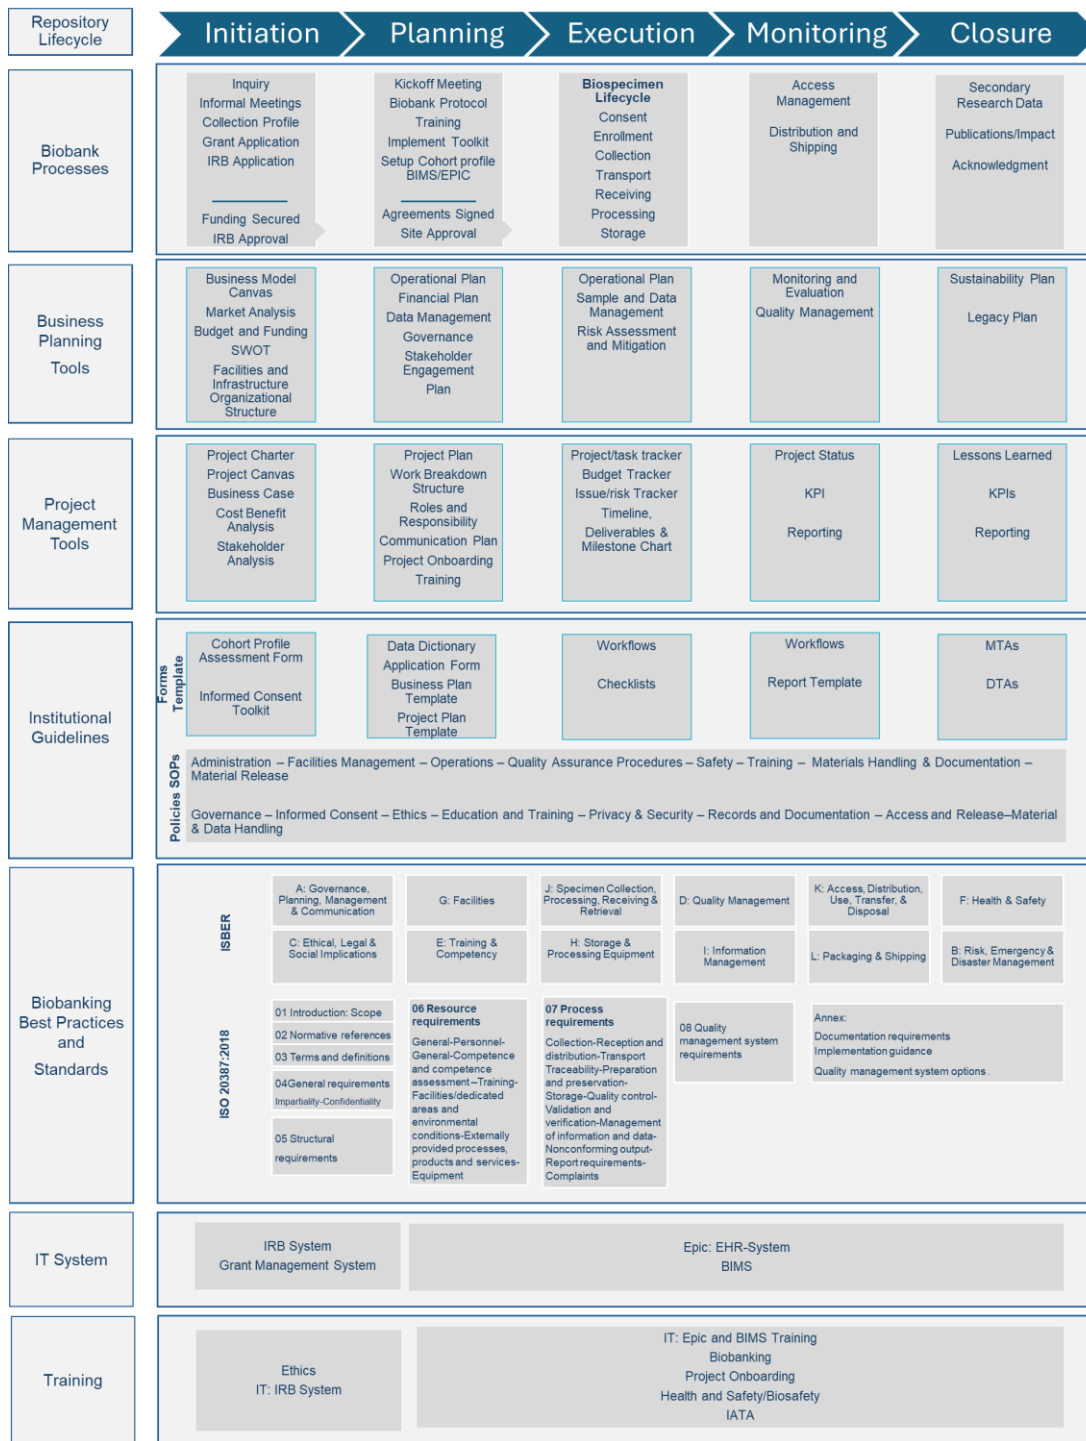 Repository
Lifecycle
Initiation
Planning
Execution
Monitoring
Closure
Biobank
Processes
Inquiry
Informal Meetings
Collection Profile
Grant Application
IRB Application
Funding Secured
IRB Approval
Kickoff Meeting
Biobank Protocol
Training
Implement Toolkit
Setup Cohort profile
BIMS/EPIC
Agreements Signed
Site Approval
Biospecimen
Lifecycle
Consent
Enrollment
Collection
Transport
Receiving
Processing
Storage
Access
Management
Distribution and
Shipping
Secondary
Research Data
Publications/Impact
Acknowledgment
Business
Planning
Tools
Business Model
Canvas
Market Analysis
Budget and Funding
SWOT
Facilities and
Infrastructure
Organizational
Structure
Operational Plan
Financial Plan
Data Management
Governance
Stakeholder
Engagement
Plan
Operational Plan
Sample and Data
Management
Risk Assessment
and Mitigation
Monitoring and
Evaluation
Quality Management
Sustainability Plan
Legacy Plan
Project
Management
Tools
Project Charter
Project Canvas
Business Case
Cost Benefit
Analysis
Stakeholder
Analysis
Project Plan
Work Breakdown
Structure
Roles and
Responsibility
Communication Plan
Project Onboarding
Training
Project/task tracker
Budget Tracker
Issue/risk Tracker
Timeline,
Deliverables &
Milestone Chart
Project Status
KPI
Reporting
Lessons Learned
KPIs
Reporting
Institutional
Guidelines
Forms
Template
Cohort Profile
Assessment Form
Informed Consent
Toolkit
Data Dictionary
Application Form
Business Plan
Template
Project Plan
Template
Workflows
Checklists
Workflows
Report Template
MTAs
DTAs
Policies SOPs
Administration – Facilities Management – Operations – Quality Assurance Procedures – Safety – Training – Materials Handling & Documentation –
Material Release
Governance – Informed Consent – Ethics – Education and Training – Privacy & Security – Records and Documentation – Access and Release–Material
& Data Handling
Biobanking
Best Practices
and
Standards
ISBER
A: Governance,
Planning, Management
& Communication
G: Facilities
J: Specimen Collection,
Processing, Receiving &
Retrieval
D: Quality Management
K: Access, Distribution,
Use, Transfer, &
Disposal
F: Health & Safety
C: Ethical, Legal &
Social Implications
E: Training &
Competency
H: Storage &
Processing Equipment
I: Information
Management
L: Packaging & Shipping
B: Risk, Emergency &
Disaster Management
ISO 20387:2018
01 Introduction: Scope
02 Normative references
03 Terms and definitions
04General requirements
Impartiality-Confidentiality
05 Structural
requirements
06 Resource
requirements
General-Personnel-
General-Competence
and competence
assessment–Training-
Facilities/dedicated
areas and
environmental
conditions-Externally
provided processes,
products and services-
Equipment
07 Process
requirements
Collection-Reception and
distribution-Transport
Traceability-Preparation
and preservation-
Storage-Quality control-
Validation and
verification-Management
of information and data-
Nonconforming output-
Report requirements-
Complaints
08 Quality
management system
requirements
Annex:
Documentation requirements
Implementation guidance
Quality management system options .
IT System
IRB System
Grant Management System
Epic: EHR-System
BIMS
Training
Ethics
IT: IRB System
IT: Epic and BIMS Training
Biobanking
Project Onboarding
Health and Safety/Biosafety
IATA